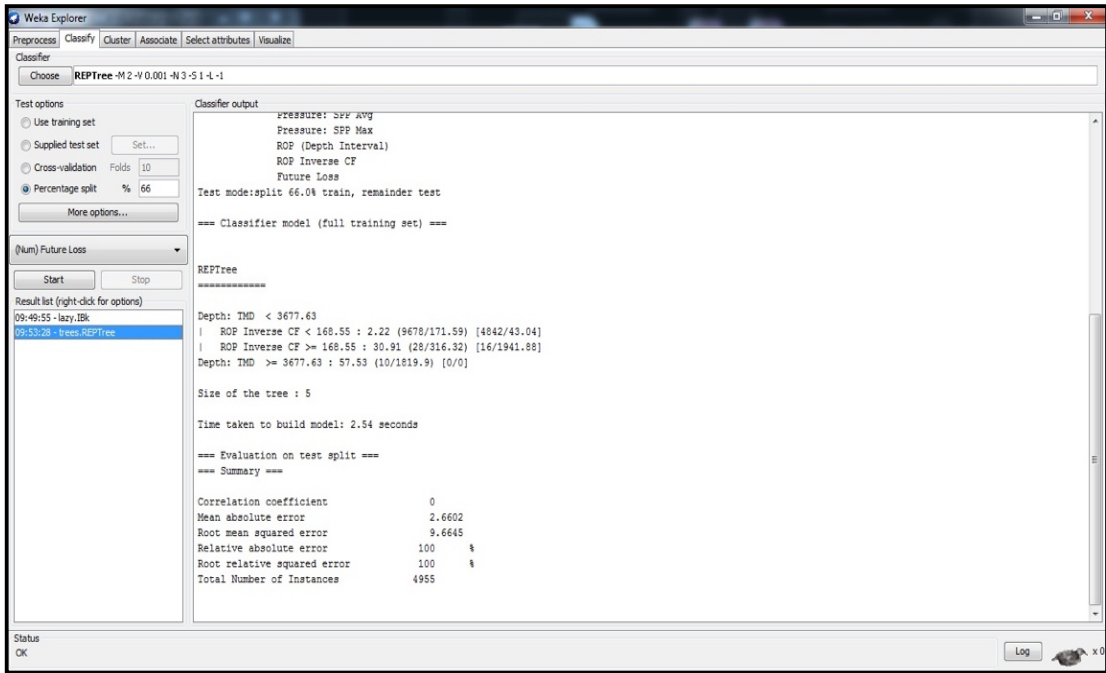 Weka Explorer
Preprocess Classify Cluster Associate Select attributes Visualize
Classifier
Choose REPTree -M 2 -V 0.001 -N 3 -S 1 -L -1
Test options
Use training set
Supplied test set Set...
Cross-validation Folds 10
Percentage split % 66
More options...
(Num) Future Loss
Start Stop
Result list (right-click for options)
09:49:55 - lazy.IBk
09:53:28 - trees.REPTree
Classifier output
Pressure: SPP Avg
Pressure: SPP Max
ROP (Depth Interval)
ROP Inverse CF
Future Loss
Test mode:split 66.0% train, remainder test
=== Classifier model (full training set) ===
REPTree
============
Depth: TMD < 3677.63
| ROP Inverse CF < 168.55 : 2.22 (9678/171.59) [4842/43.04]
| ROP Inverse CF >= 168.55 : 30.91 (28/316.32) [16/1941.88]
Depth: TMD >= 3677.63 : 57.53 (10/1819.9) [0/0]
Size of the tree : 5
Time taken to build model: 2.54 seconds
=== Evaluation on test split ===
=== Summary ===
Correlation coefficient 0
Mean absolute error 2.6602
Root mean squared error 9.6645
Relative absolute error 100 %
Root relative squared error 100 %
Total Number of Instances 4955
Status
OK
Log x 0